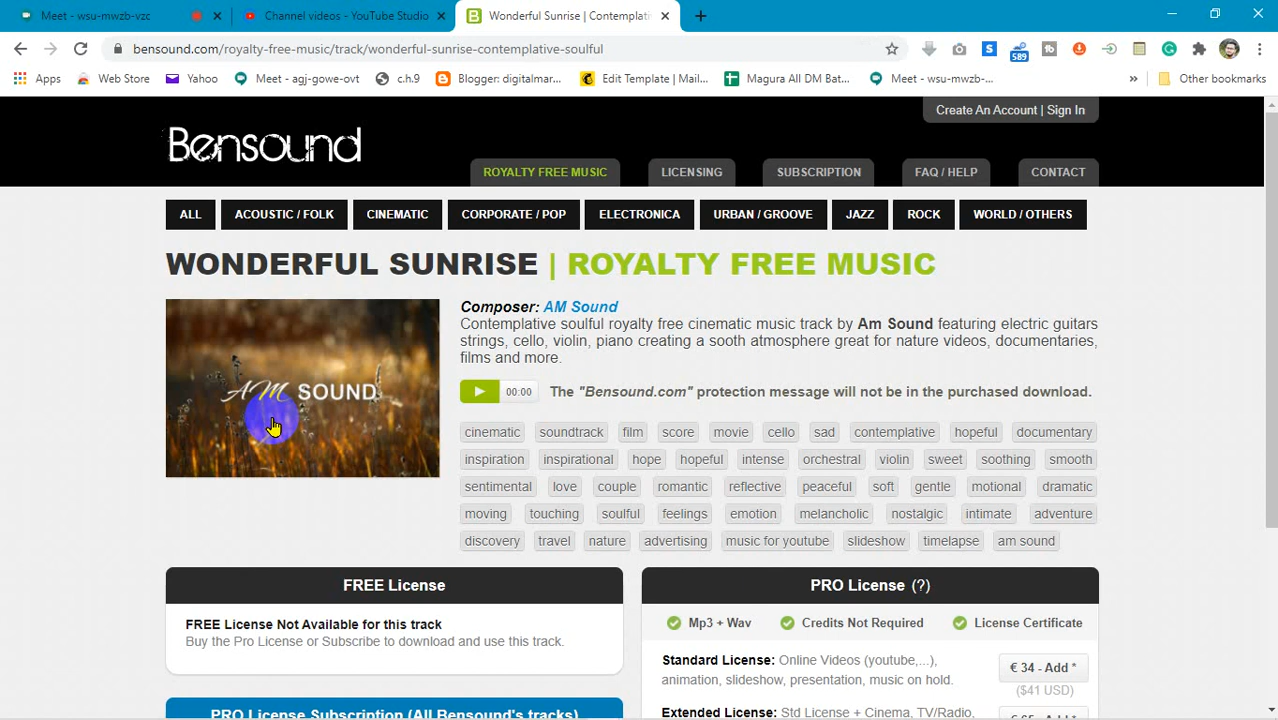 Meet - wsu-mwzb-vzc
Channel videos - YouTube Studio
Wonderful Sunrise | Contemplati
bensound.com/royalty-free-music/track/wonderful-sunrise-contemplative-soulful
589
Apps Web Store Yahoo Meet - agj-gowe-ovt c.h.9 Blogger: digitalmar... Edit Template | Mail... Magura All DM Bat... Meet - wsu-mwzb-... » Other bookmarks
Create An Account | Sign In
Bensound
ROYALTY FREE MUSIC LICENSING SUBSCRIPTION FAQ / HELP CONTACT
ALL ACOUSTIC / FOLK CINEMATIC CORPORATE / POP ELECTRONICA URBAN / GROOVE JAZZ ROCK WORLD / OTHERS
WONDERFUL SUNRISE | ROYALTY FREE MUSIC
AM SOUND
Composer: AM Sound
Contemplative soulful royalty free cinematic music track by Am Sound featuring electric guitars
strings, cello, violin, piano creating a sooth atmosphere great for nature videos, documentaries,
films and more.
00:00 The "Bensound.com" protection message will not be in the purchased download.
cinematic soundtrack film score movie cello sad contemplative hopeful documentary
inspiration inspirational hope hopeful intense orchestral violin sweet soothing smooth
sentimental love couple romantic reflective peaceful soft gentle motional dramatic
moving touching soulful feelings emotion melancholic nostalgic intimate adventure
discovery travel nature advertising music for youtube slideshow timelapse am sound
FREE License
FREE License Not Available for this track
Buy the Pro License or Subscribe to download and use this track.
PRO License Subscription (All Bensound's tracks)
PRO License (?)
Mp3 + Wav Credits Not Required License Certificate
Standard License: Online Videos (youtube,...),
animation, slideshow, presentation, music on hold.
€ 34 - Add *
($41 USD)
Extended License: Std License + Cinema, TV/Radio,